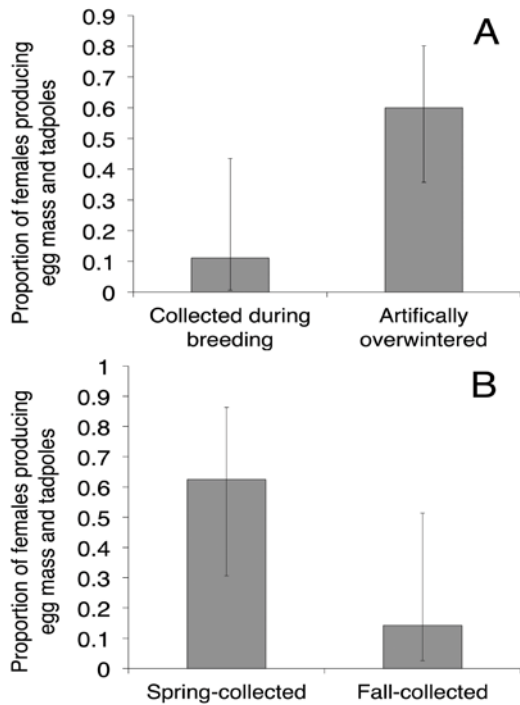 A
Proportion of females producing
egg mass and tadpoles
0.9
0.8
0.7
0.6
0.5
0.4
0.3
0.2
0.1
0
Collected during
breeding
Artifically
overwintered
B
Proportion of females producing
egg mass and tadpoles
1
0.9
0.8
0.7
0.6
0.5
0.4
0.3
0.2
0.1
0
Spring-collected
Fall-collected